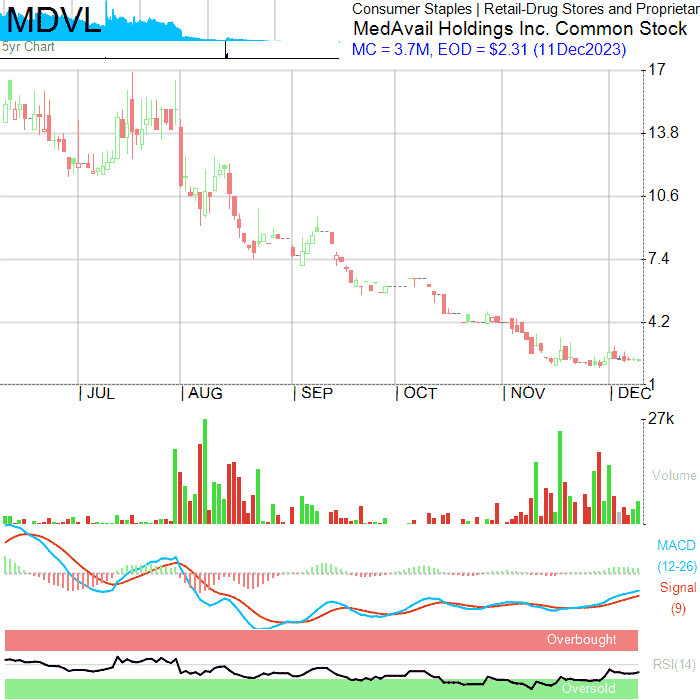 MDVL
5yr Chart
Consumer Staples | Retail-Drug Stores and Proprietar
MedAvail Holdings Inc. Common Stock
MC = 3.7M, EOD = $2.31 (11Dec2023)
17
13.8
10.6
7.4
4.2
1
JUL AUG SEP OCT NOV DEC
27k
Volume
MACD
(12-26)
Signal
(9)
Overbought
RSI(14)
Oversold